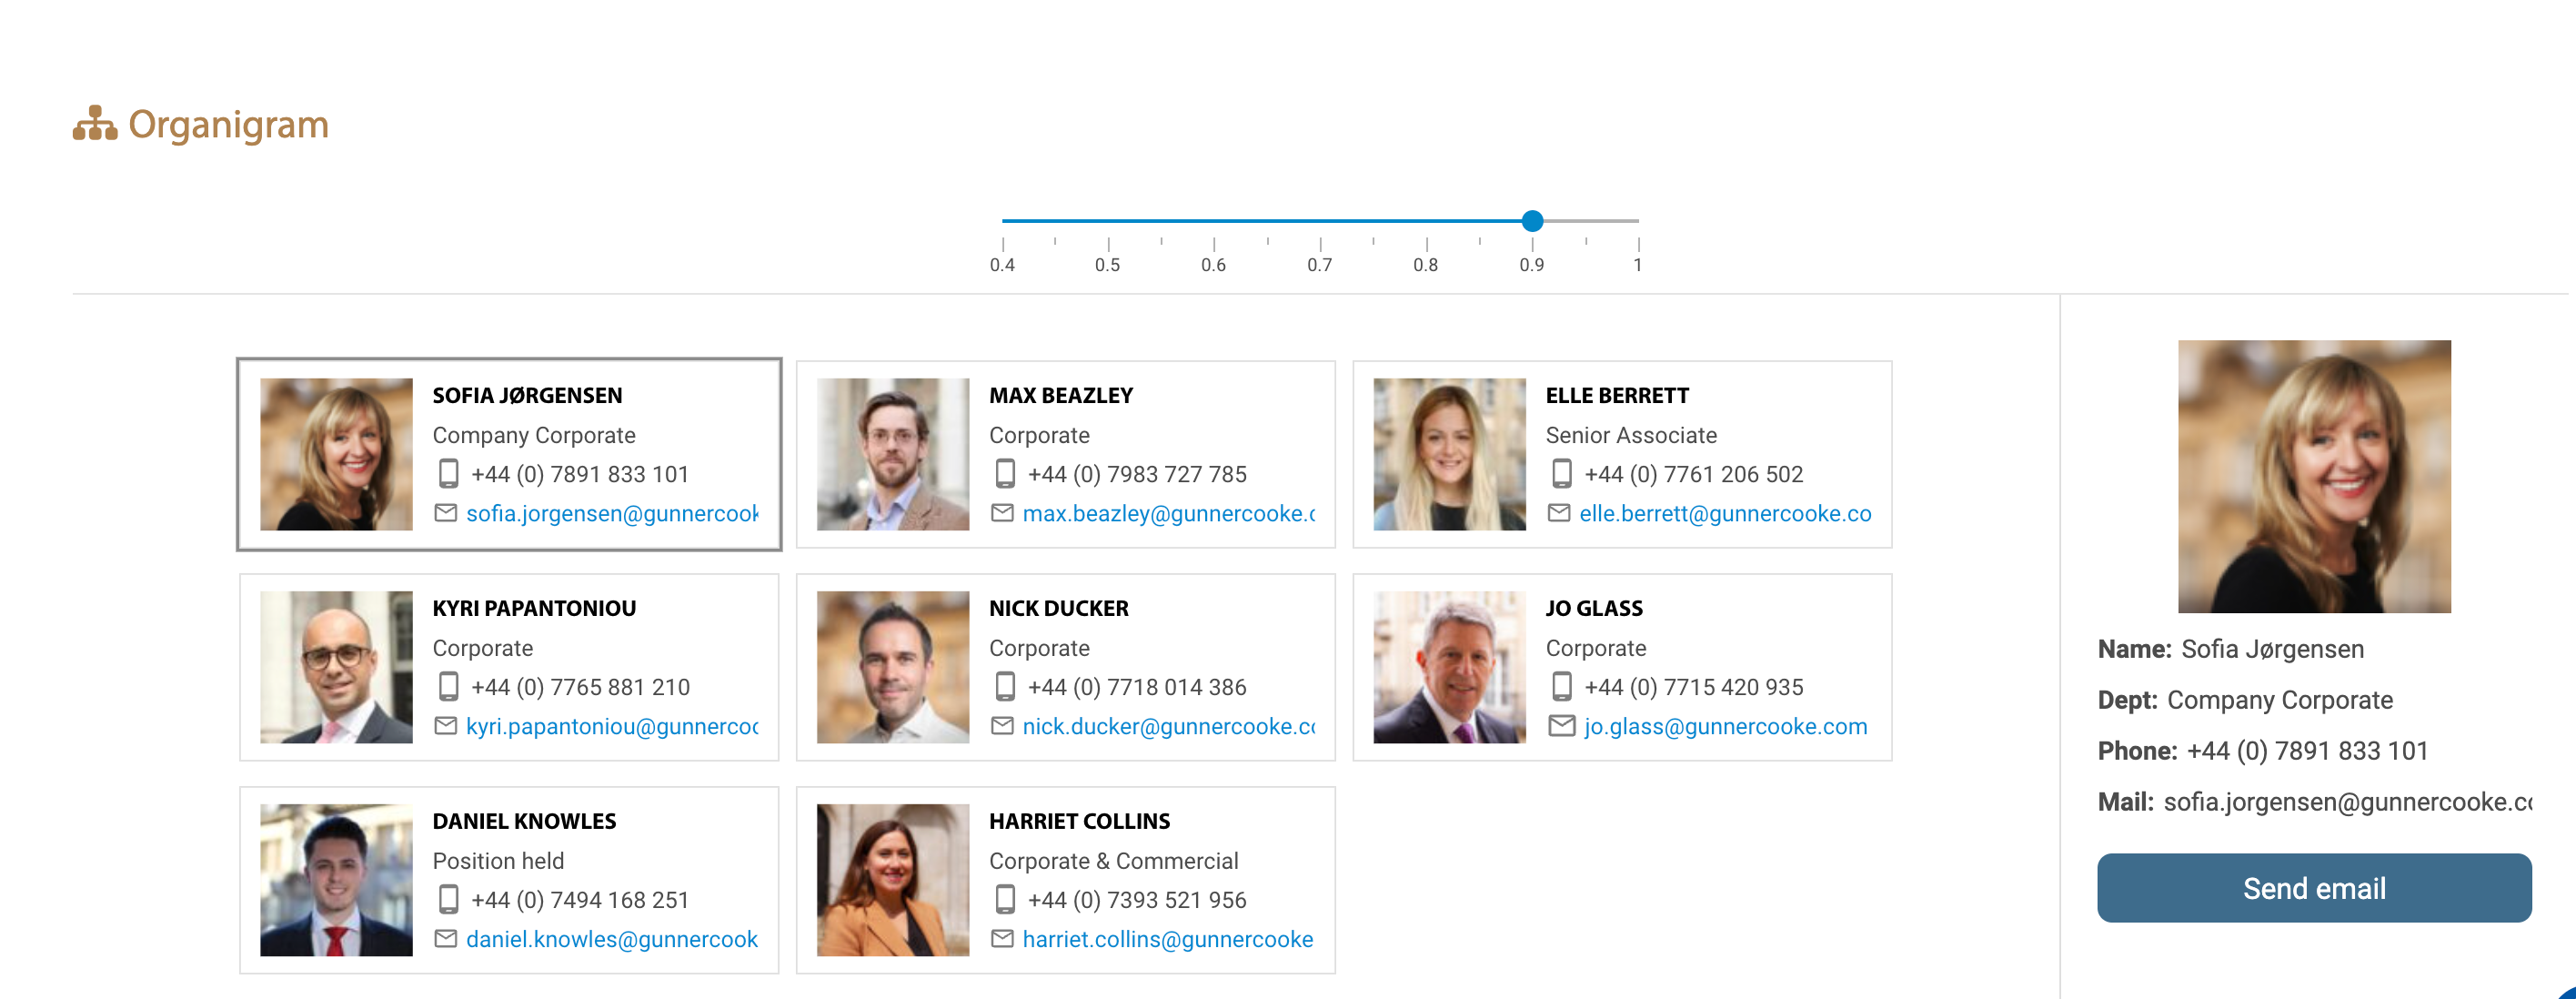 Organigram
0.4 0.5 0.6 0.7 0.8 0.9 1
SOFIA JØRGENSEN
Company Corporate
+44 (0) 7891 833 101
sofia.jorgensen@gunnercook
MAX BEAZLEY
Corporate
+44 (0) 7983 727 785
max.beazley@gunnercooke.c
ELLE BERRETT
Senior Associate
+44 (0) 7761 206 502
elle.berrett@gunnercooke.co
KYRI PAPANTONIOU
Corporate
+44 (0) 7765 881 210
kyri.papantoniou@gunnercoo
NICK DUCKER
Corporate
+44 (0) 7718 014 386
nick.ducker@gunnercooke.co
JO GLASS
Corporate
+44 (0) 7715 420 935
jo.glass@gunnercooke.com
DANIEL KNOWLES
Position held
+44 (0) 7494 168 251
daniel.knowles@gunnercook
HARRIET COLLINS
Corporate & Commercial
+44 (0) 7393 521 956
harriet.collins@gunnercooke
Name: Sofia Jørgensen
Dept: Company Corporate
Phone: +44 (0) 7891 833 101
Mail: sofia.jorgensen@gunnercooke.co
Send email